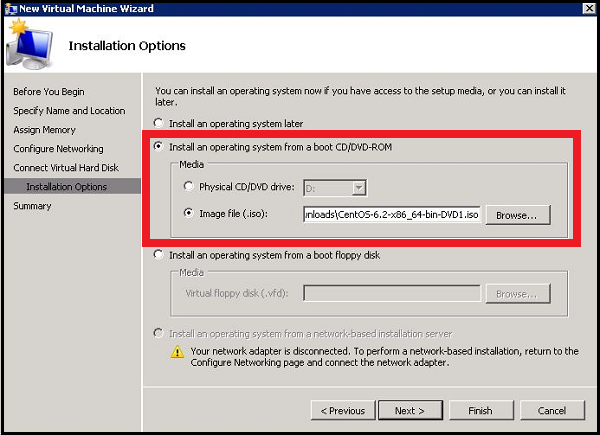 New Virtual Machine Wizard
Installation Options
Before You Begin
Specify Name and Location
Assign Memory
Configure Networking
Connect Virtual Hard Disk
Installation Options
Summary
You can install an operating system now if you have access to the setup media, or you can install it
later.
Install an operating system later
Install an operating system from a boot CD/DVD-ROM
Media
Physical CD/DVD drive:
D:
Image file (.iso):
nloads\CentOS-6.2-x86_64-bin-DVD1.iso
Browse...
Install an operating system from a boot floppy disk
Media
Virtual floppy disk (.vfd):
Browse...
Install an operating system from a network-based installation server
Your network adapter is disconnected. To perform a network-based installation, return to the
Configure Networking page and connect the network adapter.
< Previous
Next >
Finish
Cancel